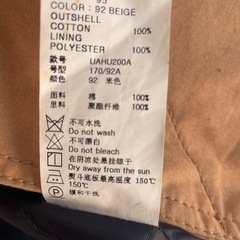 COLOR : 92 BEIGE
OUTSHELL
COTTON 100%
LINING
POLYESTER 100%
款号 UAHU200A
号型 170/92A
颜色 92 米色
面料: 棉 100%
里料: 聚酯纤维 100%
不可水洗
Do not wash
不可漂白
Do not bleach
在阴凉处悬挂晾干
Dry away from the sun
熨斗底板最高温度 150℃
150℃
缓和干洗